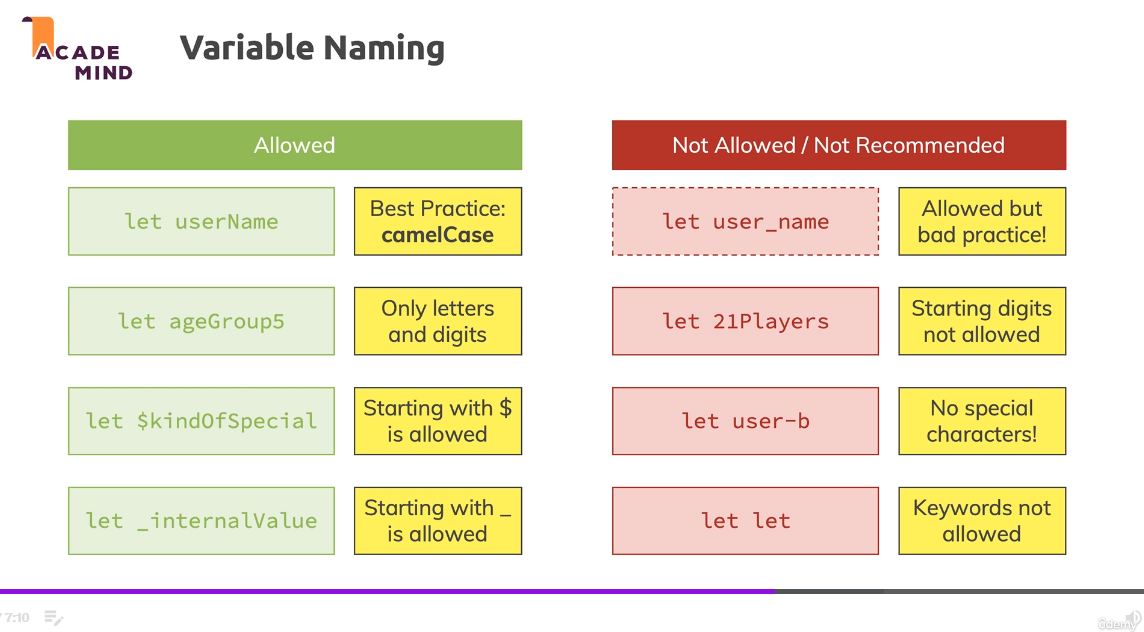 ACADE
MIND
Variable Naming
Allowed
Not Allowed / Not Recommended
let userName
Best Practice:
camelCase
let user_name
Allowed but
bad practice!
let ageGroup5
Only letters
and digits
let 21Players
Starting digits
not allowed
let $kindOfSpecial
Starting with $
is allowed
let user-b
No special
characters!
let _internalValue
Starting with _
is allowed
let let
Keywords not
allowed
/ 7:10
ûdemy